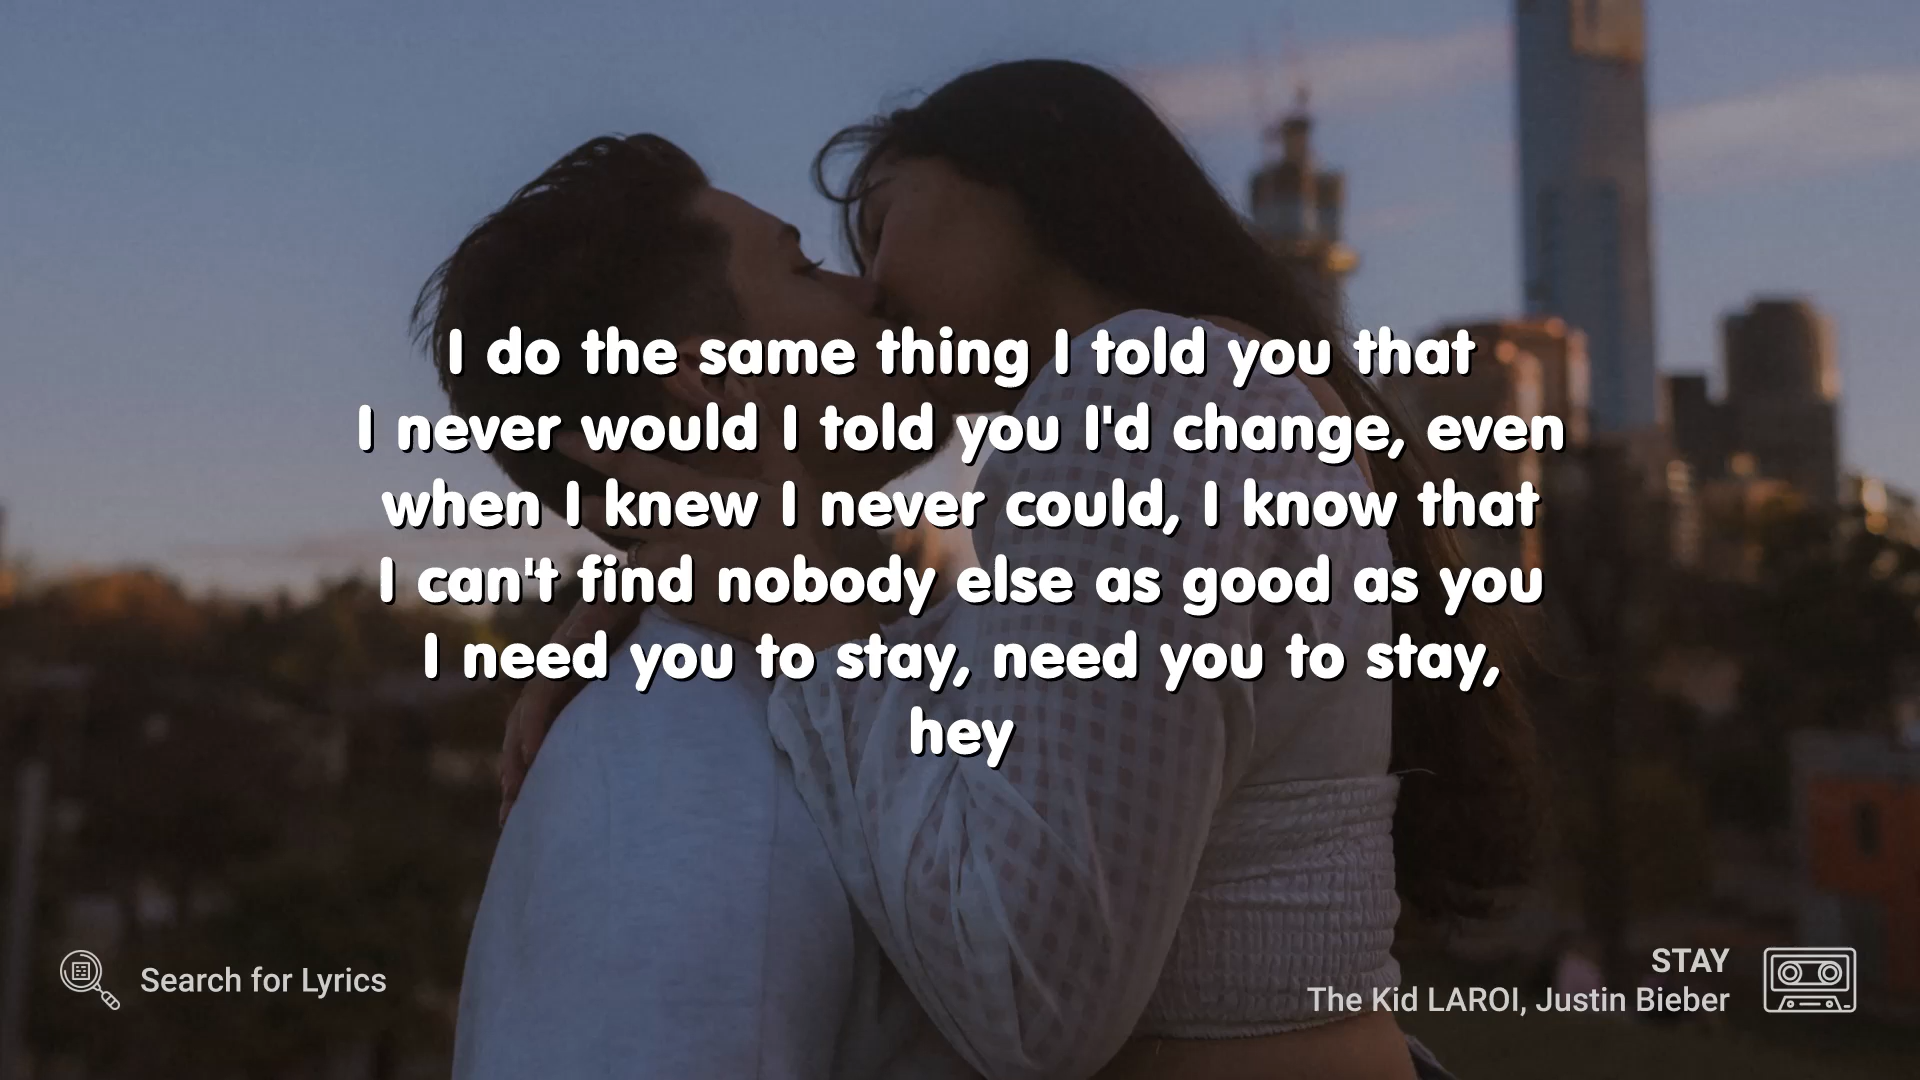 I do the same thing I told you that
I never would I told you I'd change, even
when I knew I never could, I know that
I can't find nobody else as good as you
I need you to stay, need you to stay,
hey
Search for Lyrics
STAY
The Kid LAROI, Justin Bieber